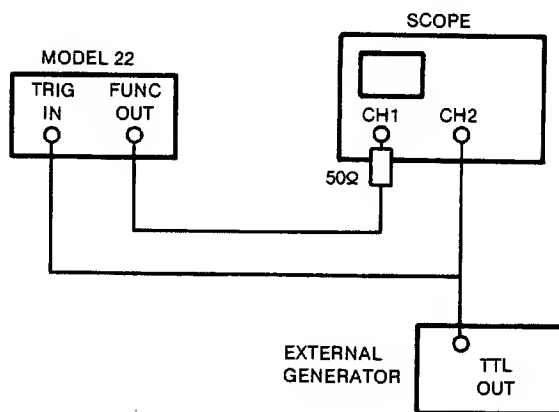 SCOPE
MODEL 22
TRIG IN
FUNC OUT
CH1
CH2
50Ω
EXTERNAL
GENERATOR
TTL
OUT